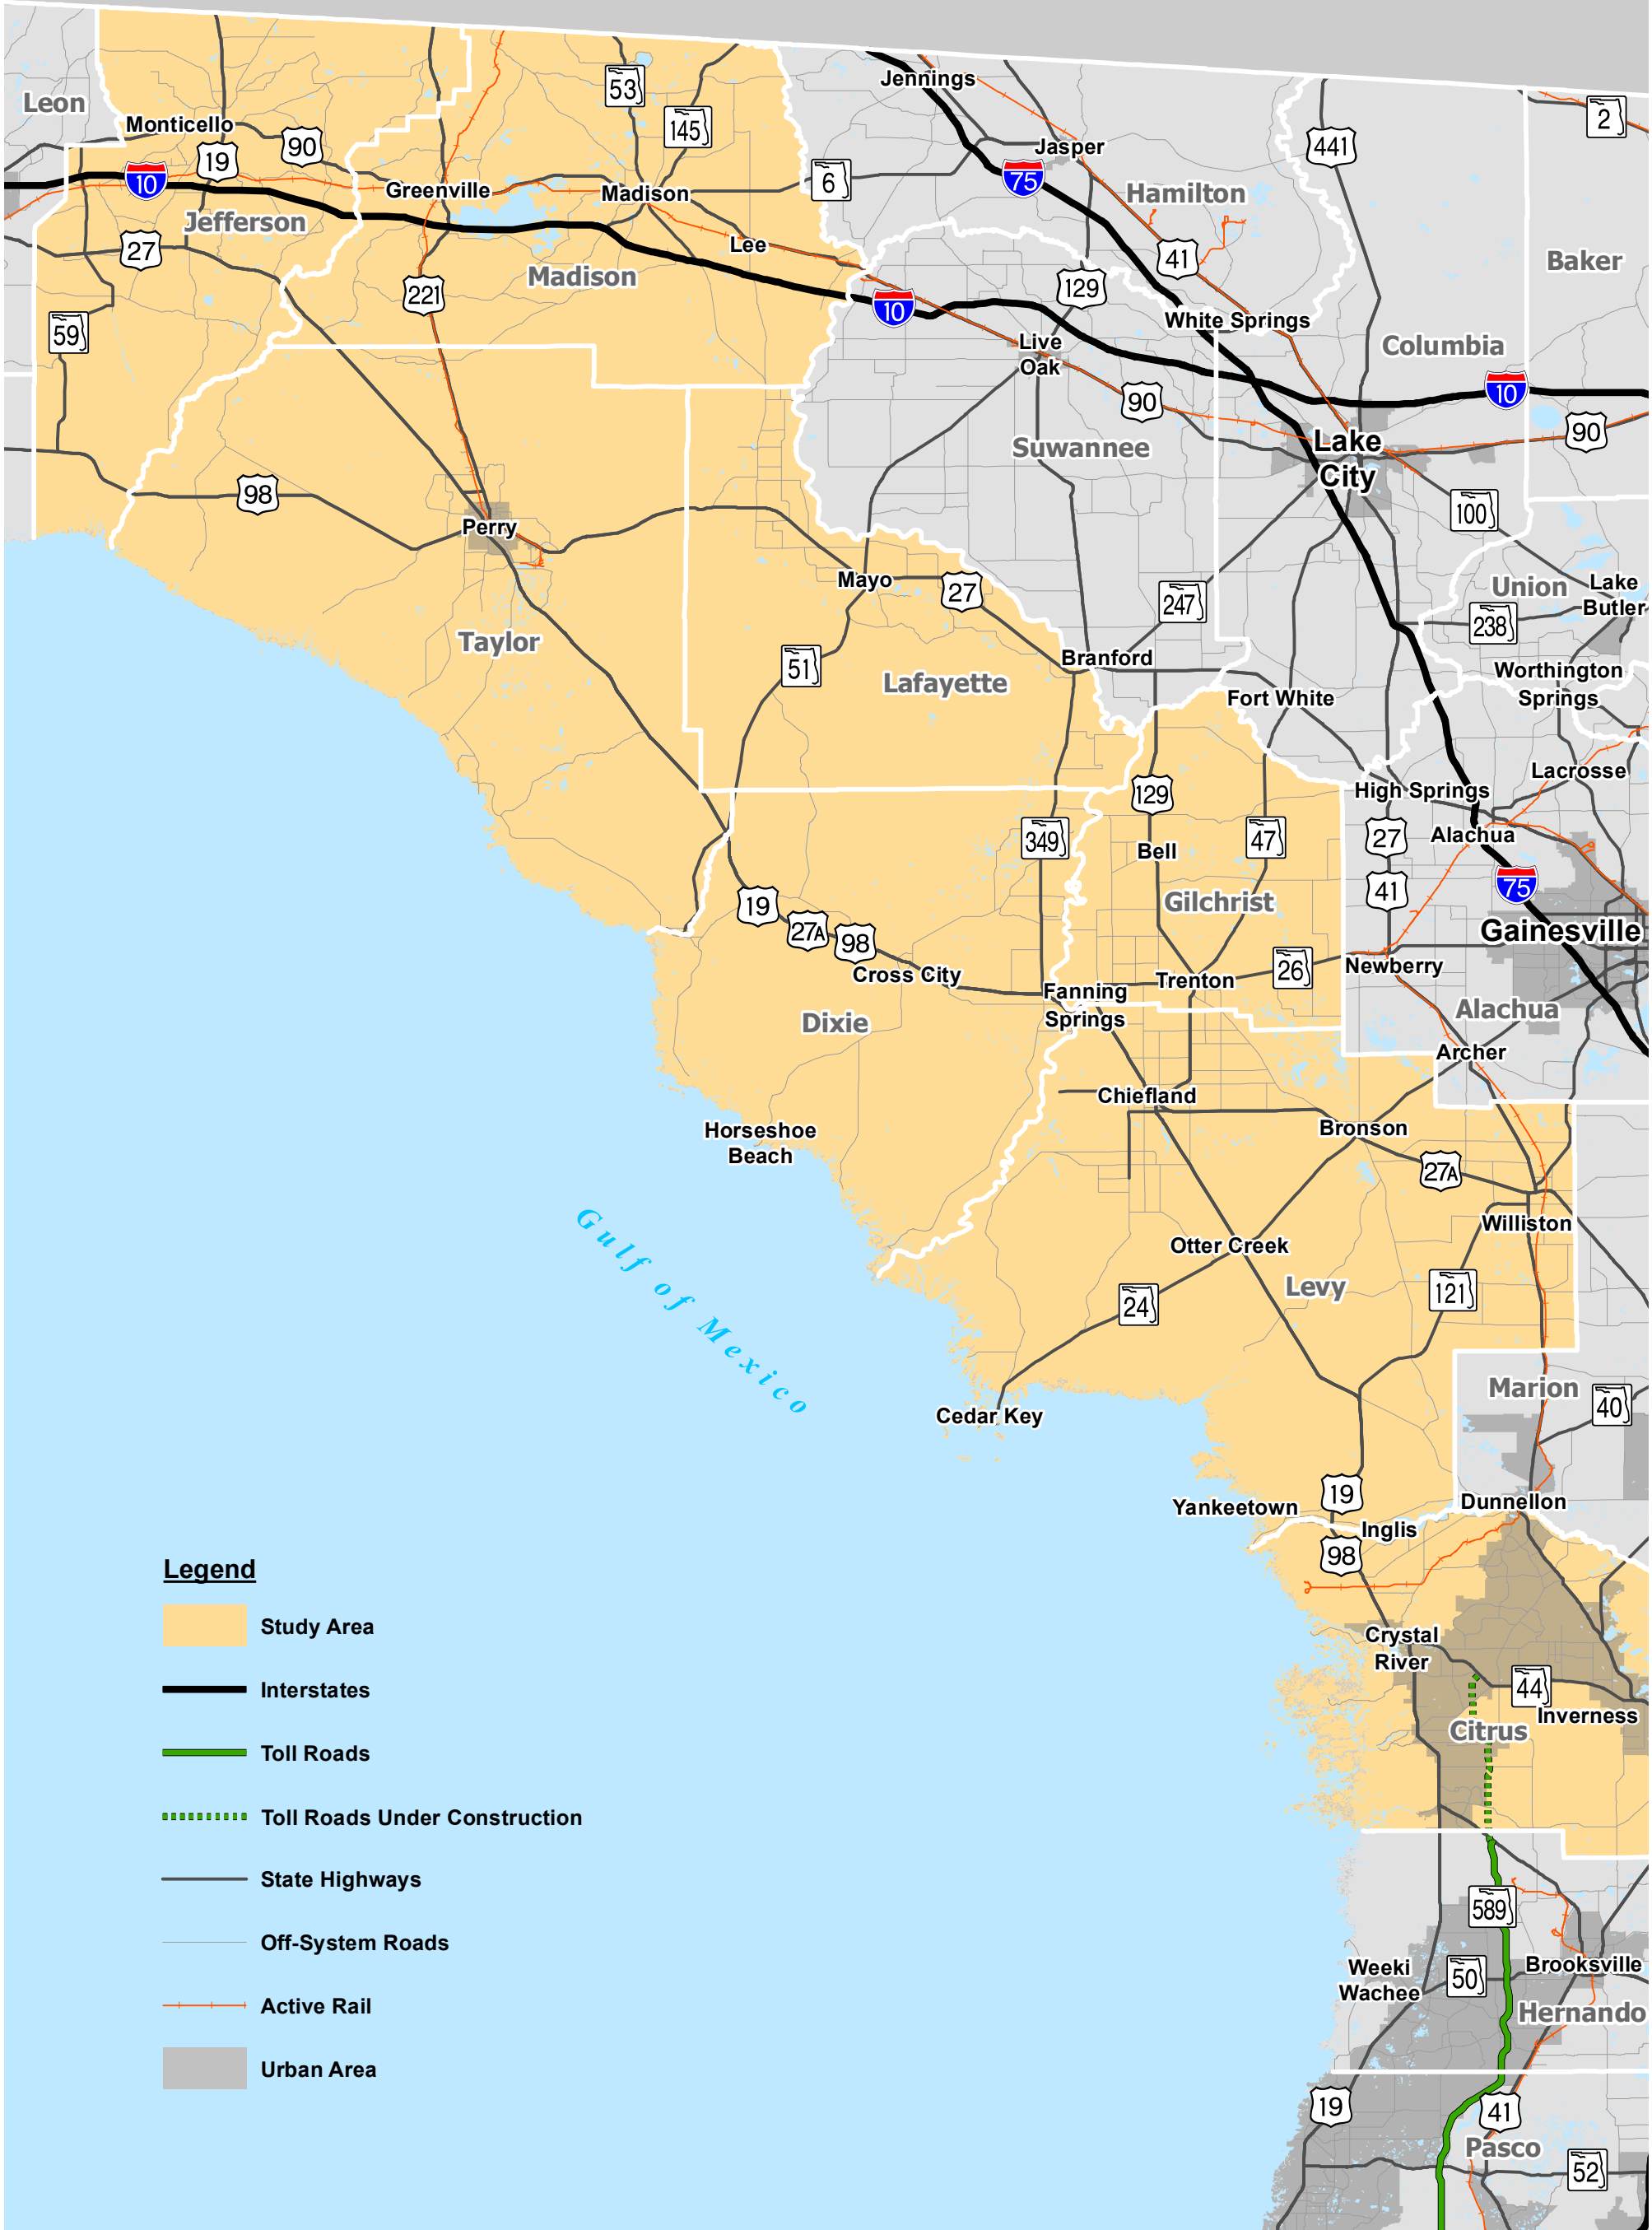 Leon
Monticello
19
90
10
Jefferson
27
59
Greenville
221
53
145
Madison
Lee
Madison
6
Jennings
Jasper
75
Hamilton
441
2
Baker
41
129
White Springs
10
Live
Oak
90
Suwannee
Columbia
10
90
Lake
City
100
98
Perry
Taylor
Mayo
27
51
Lafayette
247
Branford
Union
Lake
Butler
238
Worthington
Springs
Fort White
Lacrosse
High Springs
27
Alachua
41
75
Gainesville
Newberry
Alachua
Archer
129
349
Bell
47
Gilchrist
26
Trenton
19
27A
98
Cross City
Fanning
Springs
Dixie
Chiefland
Horseshoe
Beach
Bronson
27A
Williston
Otter Creek
Levy
24
121
Gulf of Mexico
Cedar Key
Marion
40
Yankeetown
19
Dunnellon
Inglis
98
Crystal
River
44
Inverness
Citrus
589
Weeki
Wachee
50
Brooksville
Hernando
19
41
Pasco
52
Legend
Study Area
Interstates
Toll Roads
Toll Roads Under Construction
State Highways
Off-System Roads
Active Rail
Urban Area